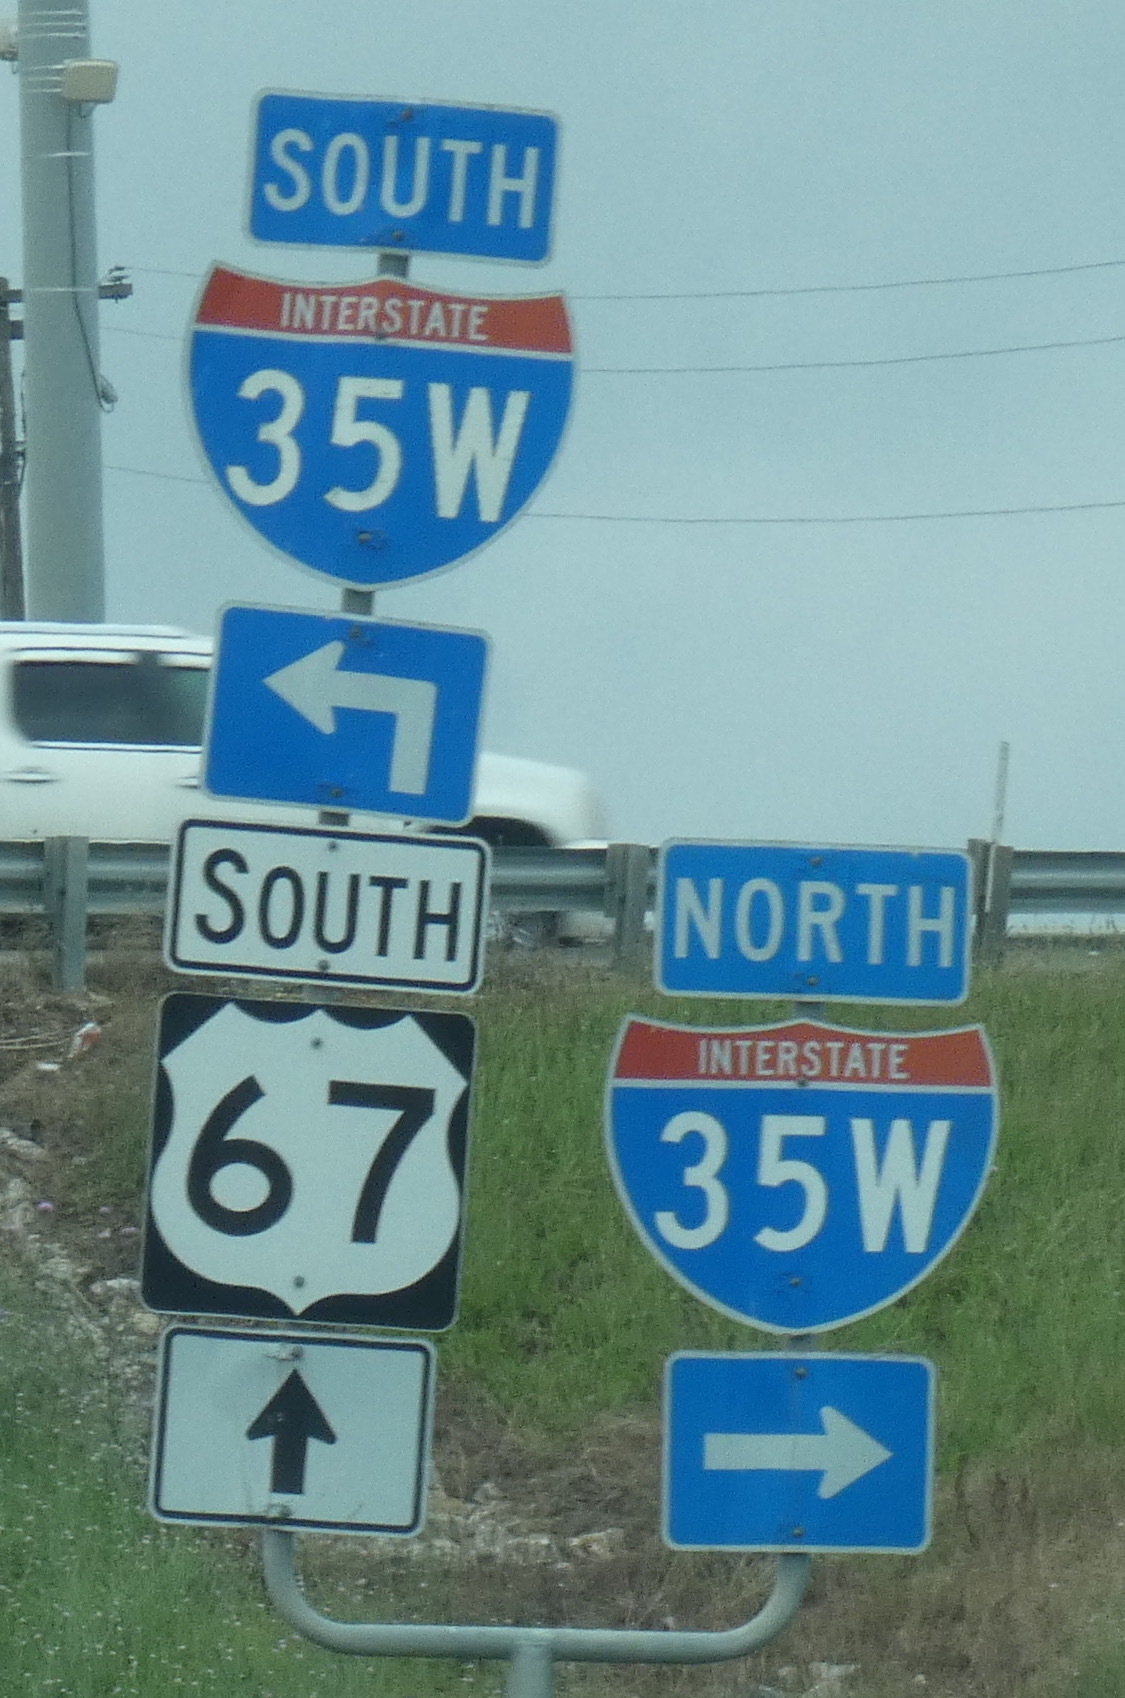 SOUTH
INTERSTATE
35W
SOUTH
67
NORTH
INTERSTATE
35W